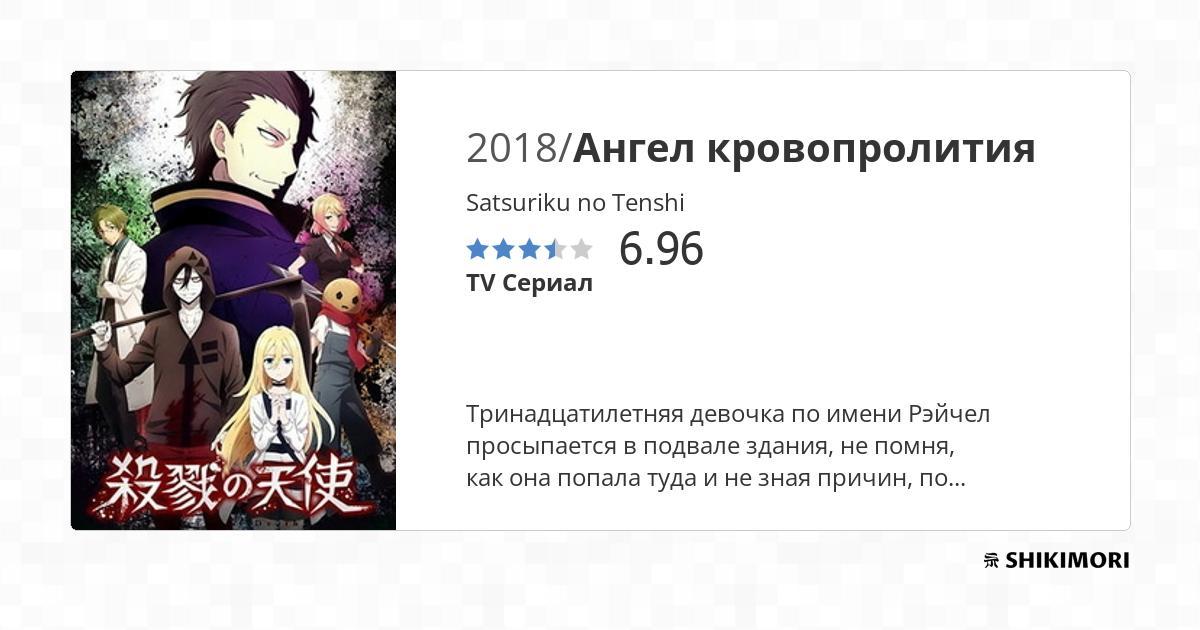 2018/Ангел кровопролития
Satsuriku no Tenshi
6.96
TV Сериал
Тринадцатилетняя девочка по имени Рэйчел
просыпается в подвале здания, не помня,
как она попала туда и не зная причин, по...
殺戮の天使
SHIKIMORI